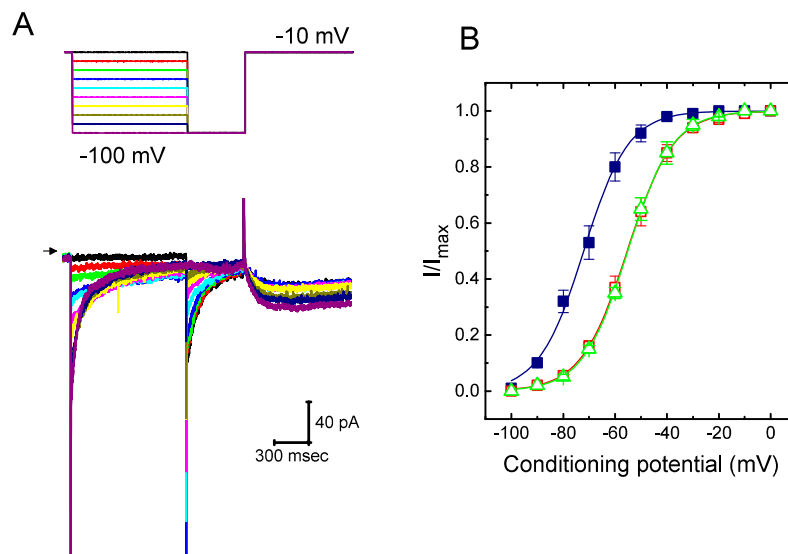 A
-10 mV
-100 mV
40 pA
300 msec
B
I/Imax
1.0
0.8
0.6
0.4
0.2
0.0
-100 -80 -60 -40 -20 0
Conditioning potential (mV)